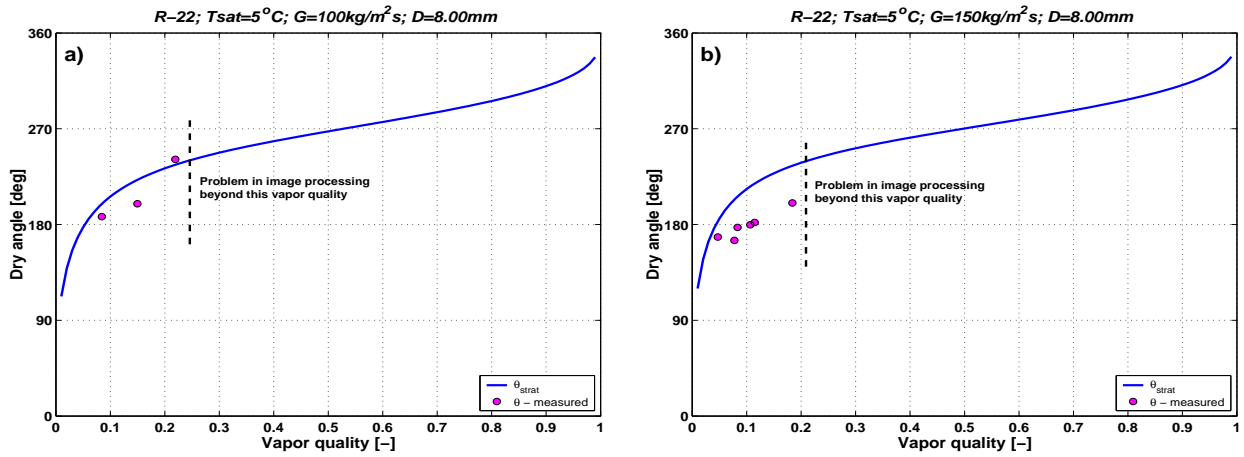 R−22; Tsat=5°C; G=100kg/m²s; D=8.00mm
a)
360
270
180
90
0
Dry angle [deg]
Problem in image processing
beyond this vapor quality
θstrat
θ − measured
0 0.1 0.2 0.3 0.4 0.5 0.6 0.7 0.8 0.9 1
Vapor quality [−]
R−22; Tsat=5°C; G=150kg/m²s; D=8.00mm
b)
360
270
180
90
0
Dry angle [deg]
Problem in image processing
beyond this vapor quality
θstrat
θ − measured
0 0.1 0.2 0.3 0.4 0.5 0.6 0.7 0.8 0.9 1
Vapor quality [−]